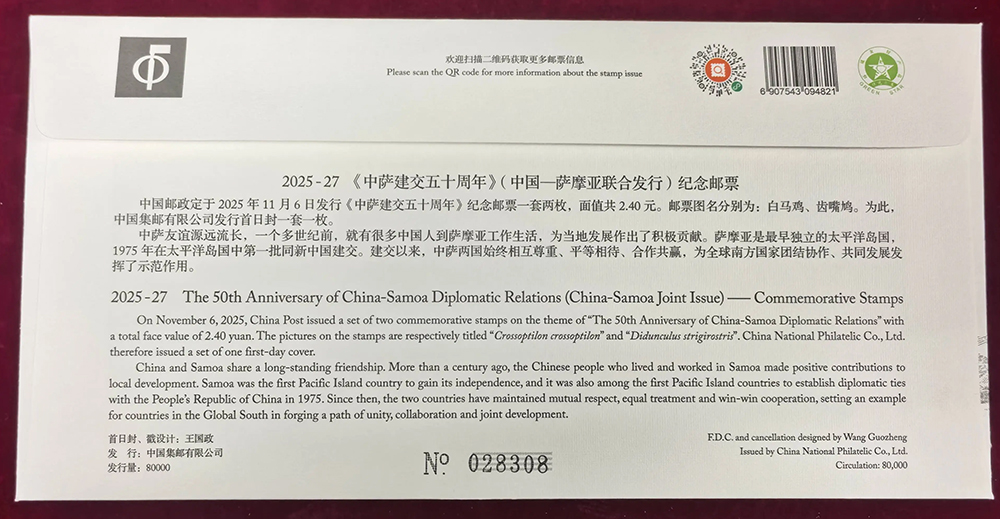 欢迎扫描二维码获取更多邮票信息
Please scan the QR code for more information about the stamp issue
6 907543 094821
GREEN STAR
2025-27 《中萨建交五十周年》（中国—萨摩亚联合发行）纪念邮票
中国邮政定于 2025 年 11 月 6 日发行《中萨建交五十周年》纪念邮票一套两枚，面值共 2.40 元。邮票图名分别为：白马鸡、齿嘴鸠。为此，
中国集邮有限公司发行首日封一套一枚。
中萨友谊源远流长，一个多世纪前，就有很多中国人到萨摩亚工作生活，为当地发展作出了积极贡献。萨摩亚是最早独立的太平洋岛国，
1975 年在太平洋岛国中第一批同新中国建交。建交以来，中萨两国始终相互尊重、平等相待、合作共赢，为全球南方国家团结协作、共同发展发
挥了示范作用。
2025-27 The 50th Anniversary of China-Samoa Diplomatic Relations (China-Samoa Joint Issue) —— Commemorative Stamps
On November 6, 2025, China Post issued a set of two commemorative stamps on the theme of "The 50th Anniversary of China-Samoa Diplomatic Relations" with
a total face value of 2.40 yuan. The pictures on the stamps are respectively titled "Crossoptilon crossoptilon" and "Didunculus strigirostris". China National Philatelic Co., Ltd.
therefore issued a set of one first-day cover.
China and Samoa share a long-standing friendship. More than a century ago, the Chinese people who lived and worked in Samoa made positive contributions to
local development. Samoa was the first Pacific Island country to gain its independence, and it was also among the first Pacific Island countries to establish diplomatic ties
with the People's Republic of China in 1975. Since then, the two countries have maintained mutual respect, equal treatment and win-win cooperation, setting an example
for countries in the Global South in forging a path of unity, collaboration and joint development.
首日封、戳设计：王国政
发 行：中国集邮有限公司
发行量：80000
№ 028308
F.D.C. and cancellation designed by Wang Guozheng
Issued by China National Philatelic Co., Ltd.
Circulation: 80,000